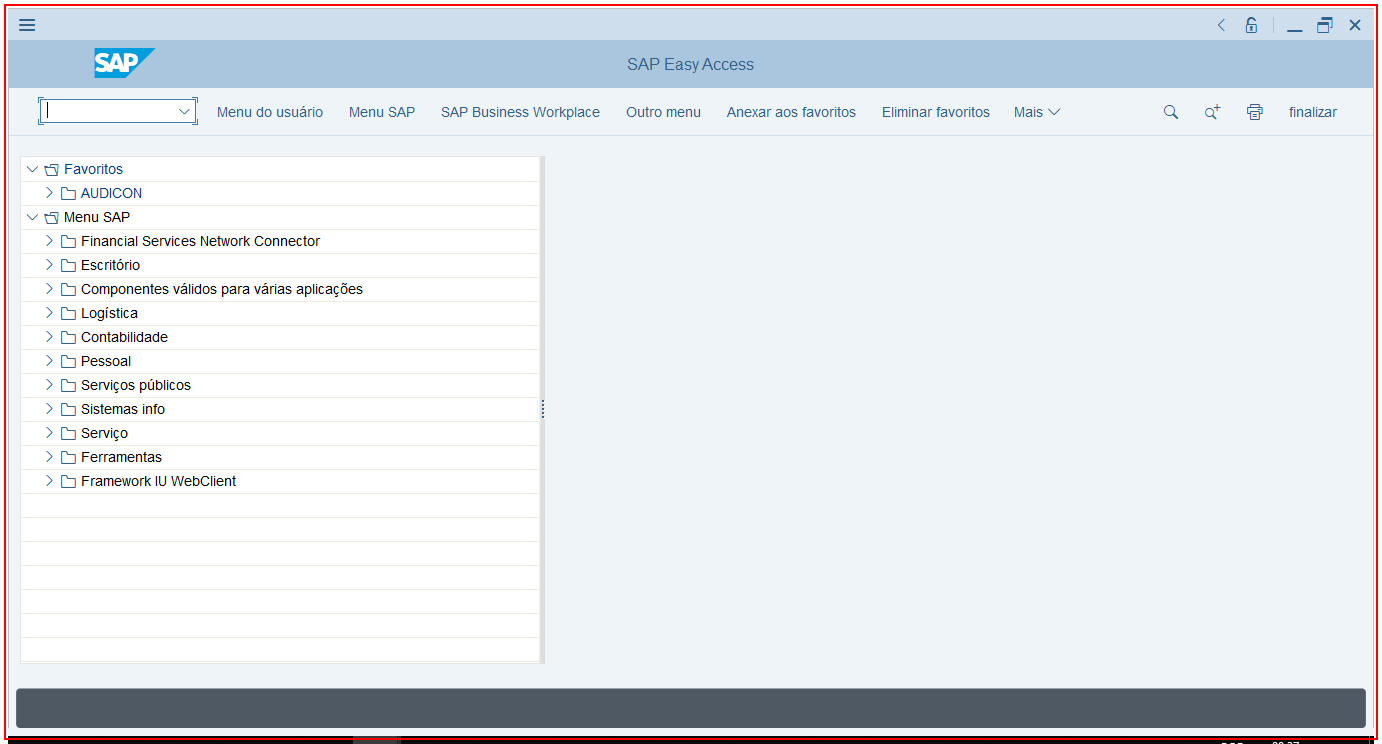 SAP
SAP Easy Access
Menu do usuário Menu SAP SAP Business Workplace Outro menu Anexar aos favoritos Eliminar favoritos Mais finalizar
Favoritos
AUDICON
Menu SAP
Financial Services Network Connector
Escritório
Componentes válidos para várias aplicações
Logística
Contabilidade
Pessoal
Serviços públicos
Sistemas info
Serviço
Ferramentas
Framework IU WebClient